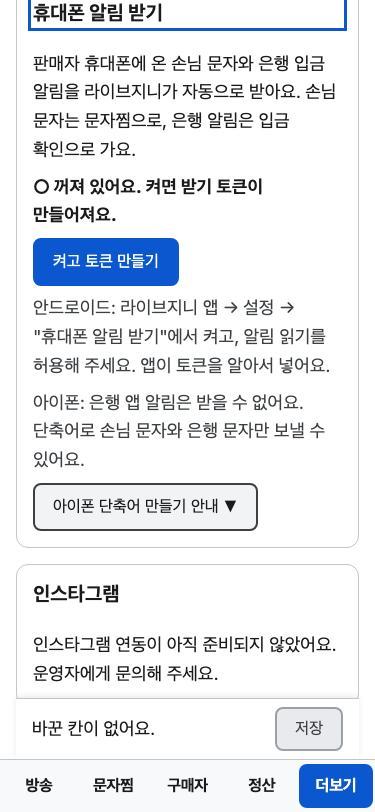 휴대폰 알림 받기
판매자 휴대폰에 온 손님 문자와 은행 입금
알림을 라이브지니가 자동으로 받아요. 손님
문자는 문자찜으로, 은행 알림은 입금
확인으로 가요.
○ 꺼져 있어요. 켜면 받기 토큰이
만들어져요.
켜고 토큰 만들기
안드로이드: 라이브지니 앱 → 설정 →
"휴대폰 알림 받기"에서 켜고, 알림 읽기를
허용해 주세요. 앱이 토큰을 알아서 넣어요.
아이폰: 은행 앱 알림은 받을 수 없어요.
단축어로 손님 문자와 은행 문자만 보낼 수
있어요.
아이폰 단축어 만들기 안내 ▼
인스타그램
인스타그램 연동이 아직 준비되지 않았어요.
운영자에게 문의해 주세요.
바꾼 칸이 없어요.
저장
방송 문자찜 구매자 정산 더보기